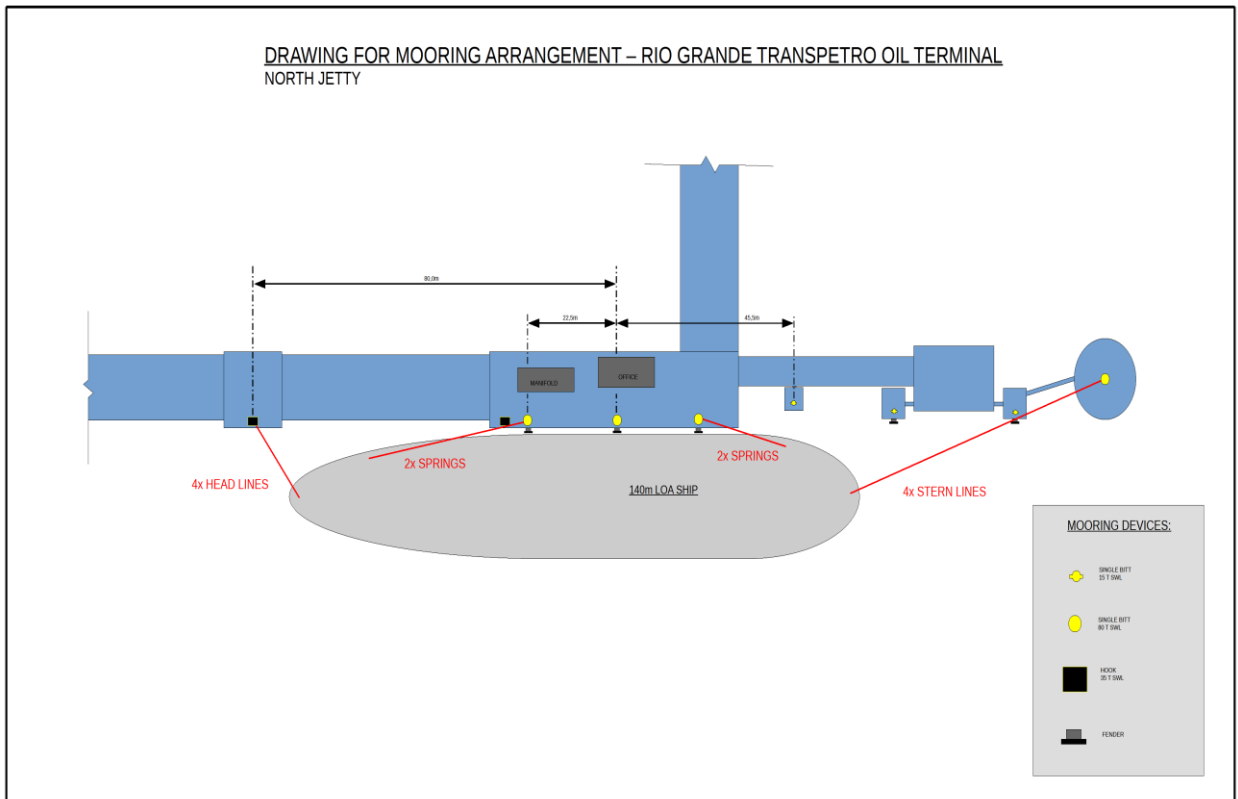 DRAWING FOR MOORING ARRANGEMENT – RIO GRANDE TRANSPETRO OIL TERMINAL
NORTH JETTY
80,0m
22,5m
45,5m
MANIFOLD
OFFICE
2x SPRINGS
2x SPRINGS
4x HEAD LINES
140m LOA SHIP
4x STERN LINES
MOORING DEVICES:
SINGLE BITT
15 T SWL
SINGLE BITT
80 T SWL
HOOK
35 T SWL
FENDER